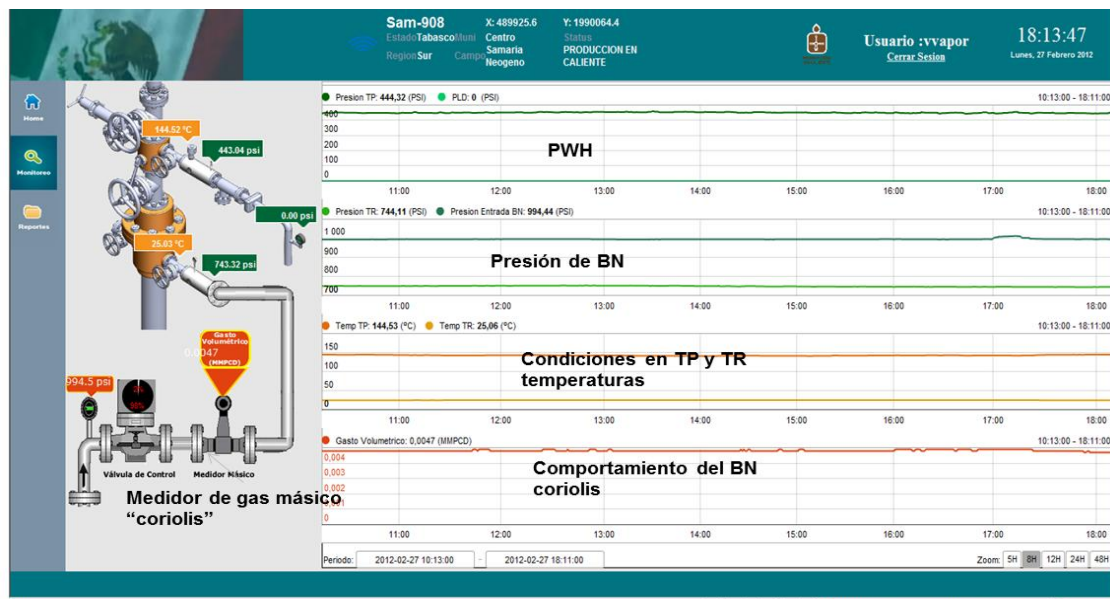 Sam-908
X: 489925.6
Y: 1990064.4
Estado Tabasco Muni Centro
Status
Region Sur Campo Samaria Neogeno
PRODUCCION EN
CALIENTE
Usuario :vvapor
Cerrar Sesion
18:13:47
Lunes, 27 Febrero 2012
Home
Monitoreo
Reportes
144.52 ºC
443.04 psi
0.00 psi
25.03 ºC
743.32 psi
Gasto
Volumétrico
0.0047
(MMPCD)
994.5 psi
50%
Válvula de Control
Medidor Másico
Medidor de gas másico
“coriolis”
Presion TP: 444,32 (PSI) PLD: 0 (PSI)
10:13:00 - 18:11:00
400
300
200
100
0
PWH
11:00 12:00 13:00 14:00 15:00 16:00 17:00 18:00
Presion TR: 744,11 (PSI) Presion Entrada BN: 994,44 (PSI)
10:13:00 - 18:11:00
1 000
900
800
700
Presión de BN
11:00 12:00 13:00 14:00 15:00 16:00 17:00 18:00
Temp TP: 144,53 (ºC) Temp TR: 25,06 (ºC)
10:13:00 - 18:11:00
150
100
50
0
Condiciones en TP y TR
temperaturas
11:00 12:00 13:00 14:00 15:00 16:00 17:00 18:00
Gasto Volumetrico: 0,0047 (MMPCD)
10:13:00 - 18:11:00
0,004
0,003
0,002
0,001
0
Comportamiento del BN
coriolis
11:00 12:00 13:00 14:00 15:00 16:00 17:00 18:00
Periodo: 2012-02-27 10:13:00 - 2012-02-27 18:11:00
Zoom: 5H 8H 12H 24H 48H